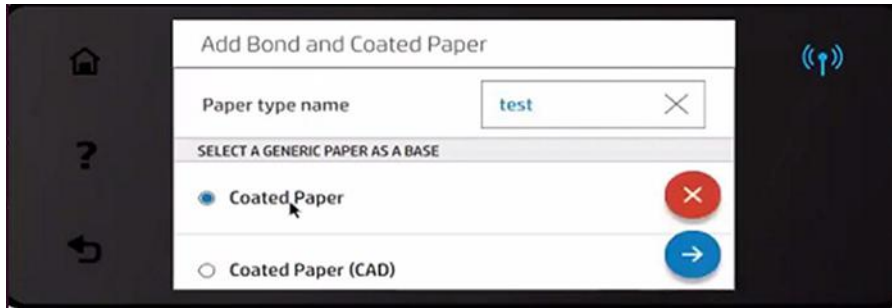 Add Bond and Coated Paper
Paper type name
test
SELECT A GENERIC PAPER AS A BASE
Coated Paper
Coated Paper (CAD)